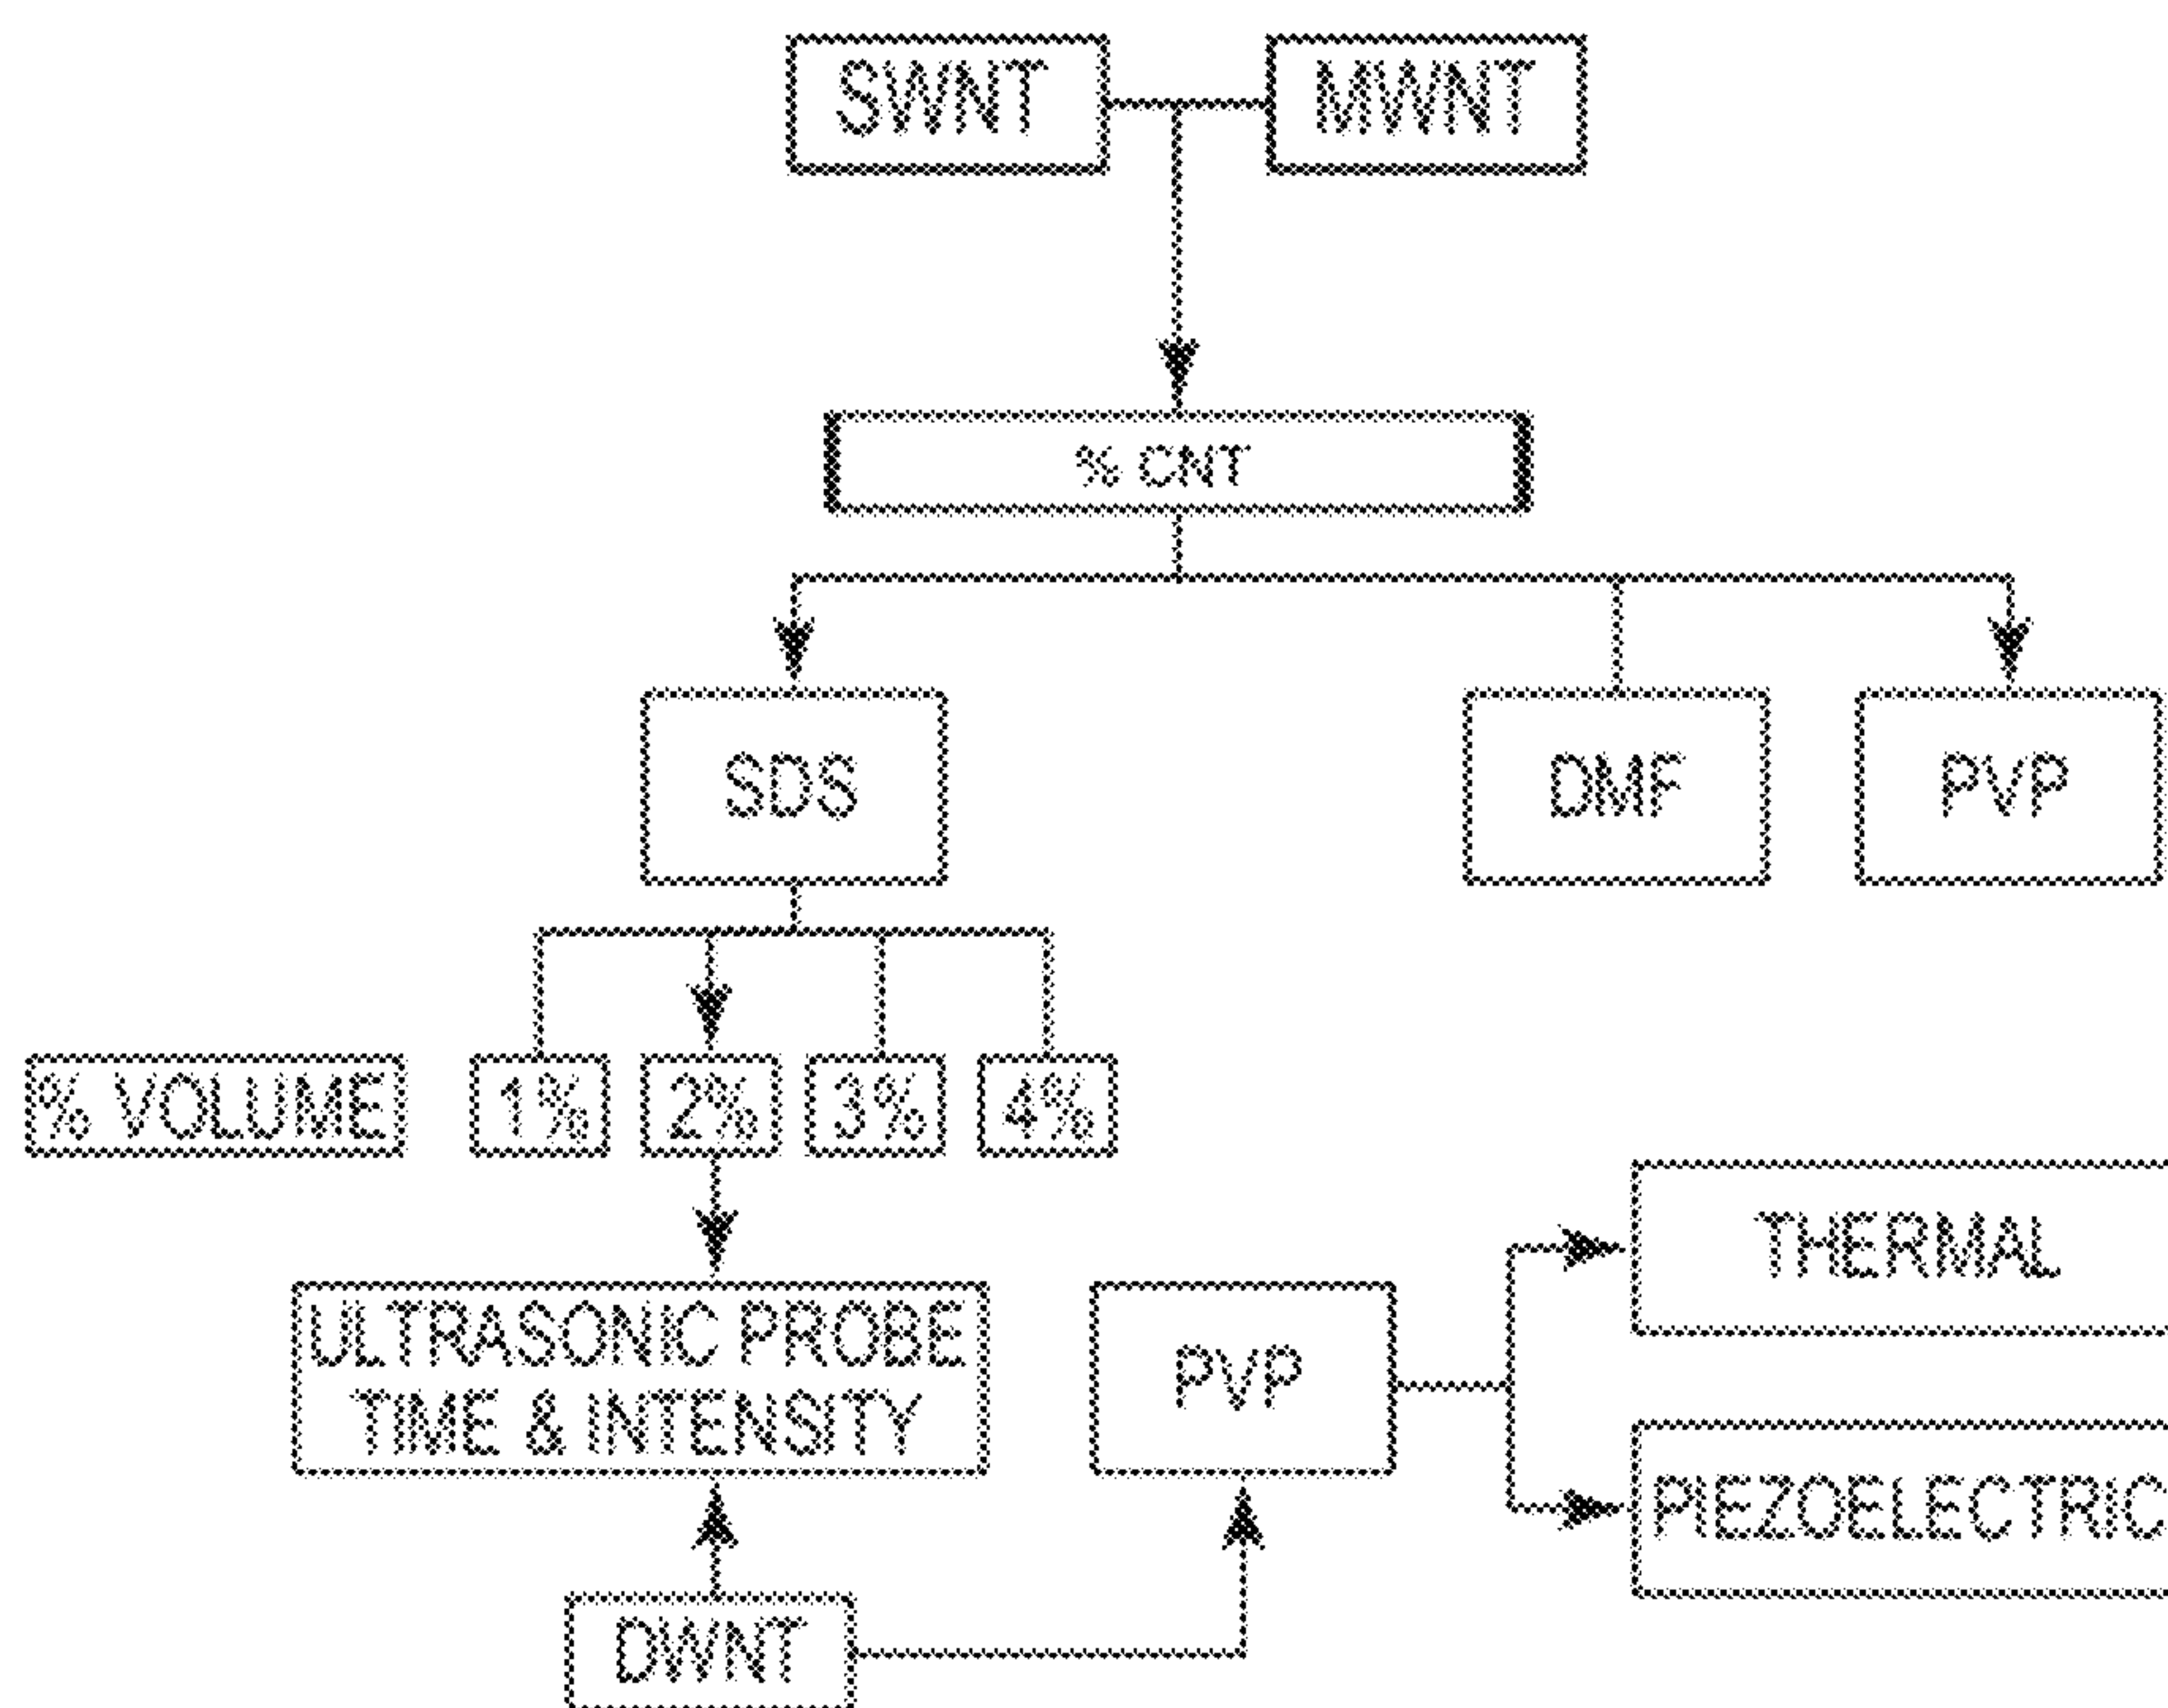 SWNT
MWNT
% CNT
SDS
DMF
PVP
% VOLUME
1%
2%
3%
4%
THERMAL
ULTRASONIC PROBE
TIME & INTENSITY
PVP
PIEZOELECTRIC
DWNT